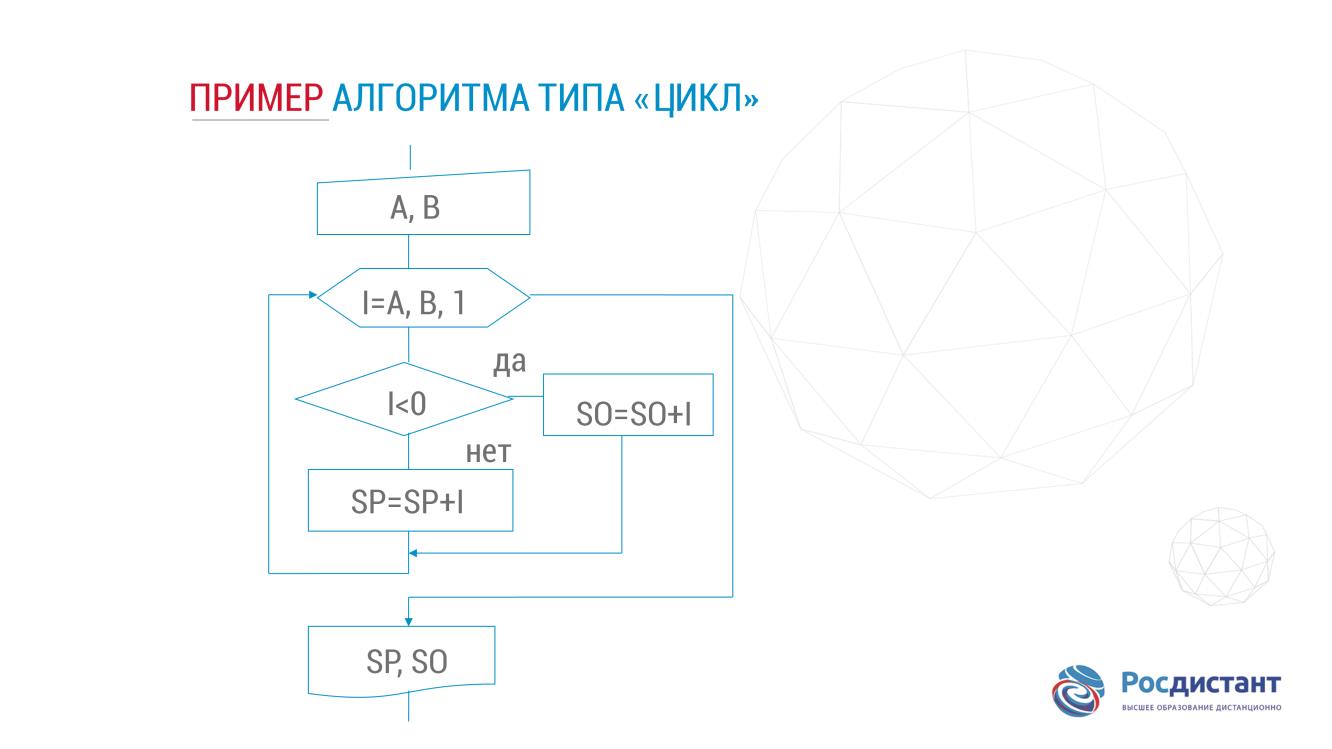 ПРИМЕР АЛГОРИТМА ТИПА «ЦИКЛ»
A, B
I=A, B, 1
да
I<0
SO=SO+I
нет
SP=SP+I
SP, SO
Росдистант
ВЫСШЕЕ ОБРАЗОВАНИЕ ДИСТАНЦИОННО